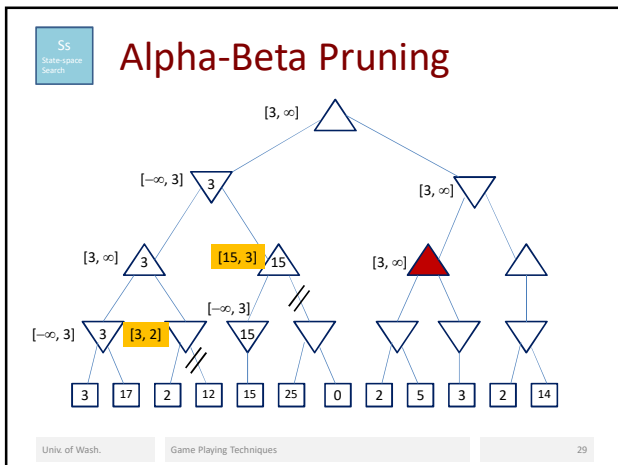 Ss
State-space
Search
Alpha-Beta Pruning
[3, ∞]
[−∞, 3] 3 [3, ∞]
[3, ∞] 3 [15, 3] 15 [3, ∞]
[−∞, 3]
[−∞, 3] 3 [3, 2] 15
3 17 2 12 15 25 0 2 5 3 2 14
Univ. of Wash. Game Playing Techniques 29